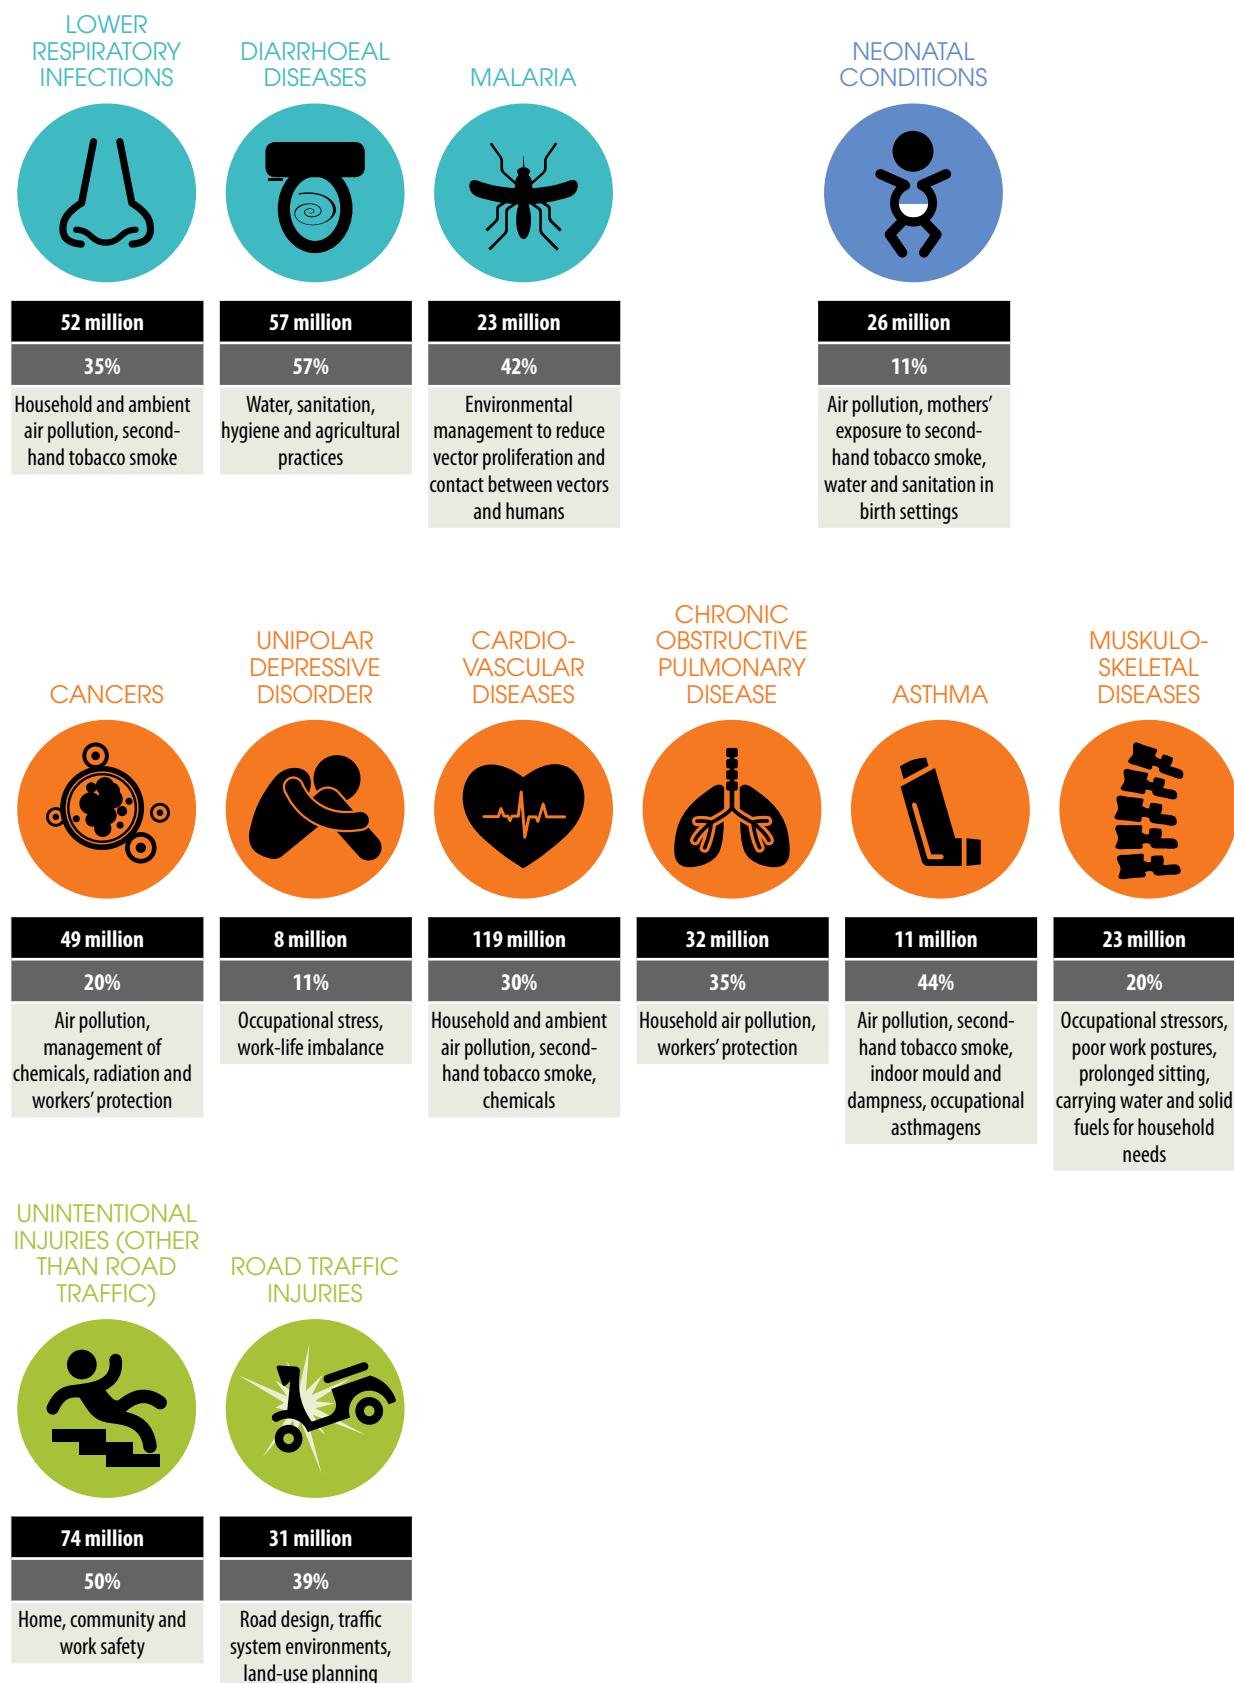 LOWER
RESPIRATORY
INFECTIONS
52 million
35%
Household and ambient
air pollution, second-
hand tobacco smoke
DIARRHOEAL
DISEASES
57 million
57%
Water, sanitation,
hygiene and agricultural
practices
MALARIA
23 million
42%
Environmental
management to reduce
vector proliferation and
contact between vectors
and humans
NEONATAL
CONDITIONS
26 million
11%
Air pollution, mothers’
exposure to second-
hand tobacco smoke,
water and sanitation in
birth settings
CANCERS
49 million
20%
Air pollution,
management of
chemicals, radiation and
workers’ protection
UNIPOLAR
DEPRESSIVE
DISORDER
8 million
11%
Occupational stress,
work-life imbalance
CARDIO-
VASCULAR
DISEASES
119 million
30%
Household and ambient
air pollution, second-
hand tobacco smoke,
chemicals
CHRONIC
OBSTRUCTIVE
PULMONARY
DISEASE
32 million
35%
Household air pollution,
workers’ protection
ASTHMA
11 million
44%
Air pollution, second-
hand tobacco smoke,
indoor mould and
dampness, occupational
asthmagens
MUSKULO-
SKELETAL
DISEASES
23 million
20%
Occupational stressors,
poor work postures,
prolonged sitting,
carrying water and solid
fuels for household
needs
UNINTENTIONAL
INJURIES (OTHER
THAN ROAD
TRAFFIC)
74 million
50%
Home, community and
work safety
ROAD TRAFFIC
INJURIES
31 million
39%
Road design, traffic
system environments,
land-use planning